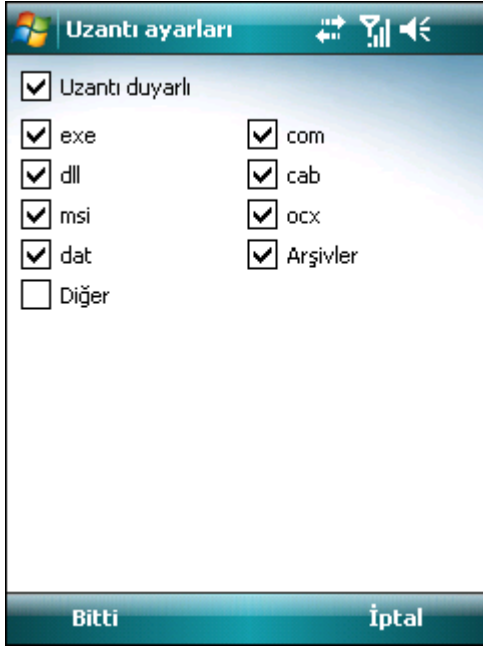 Uzantı ayarları
Uzantı duyarlı
exe com
dll cab
msi ocx
dat Arşivler
Diğer
Bitti İptal